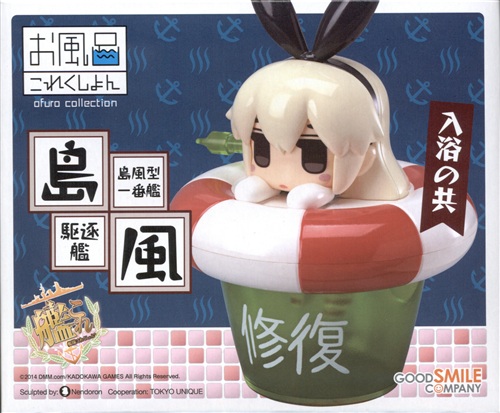 お風呂
これくしょん
ofuro collection
島
島風型
一番艦
駆逐
艦
風
入浴の共
修復
艦これ
©2014 DMM.com/KADOKAWA GAMES All Rights Reserved.
Sculpted by: Nendoron Cooperation: TOKYO UNIQUE
GOOD SMILE
COMPANY